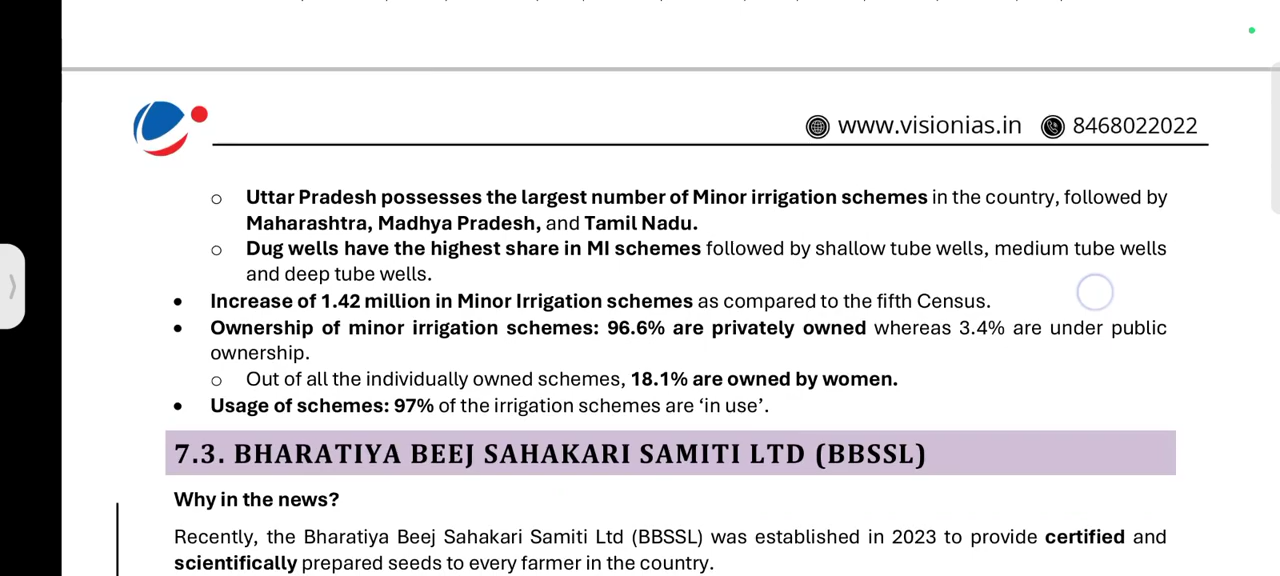 www.visionias.in 8468022022
o Uttar Pradesh possesses the largest number of Minor irrigation schemes in the country, followed by
Maharashtra, Madhya Pradesh, and Tamil Nadu.
o Dug wells have the highest share in MI schemes followed by shallow tube wells, medium tube wells
and deep tube wells.
• Increase of 1.42 million in Minor Irrigation schemes as compared to the fifth Census.
• Ownership of minor irrigation schemes: 96.6% are privately owned whereas 3.4% are under public
ownership.
o Out of all the individually owned schemes, 18.1% are owned by women.
• Usage of schemes: 97% of the irrigation schemes are ‘in use’.
7.3. BHARATIYA BEEJ SAHAKARI SAMITI LTD (BBSSL)
Why in the news?
Recently, the Bharatiya Beej Sahakari Samiti Ltd (BBSSL) was established in 2023 to provide certified and
scientifically prepared seeds to every farmer in the country.